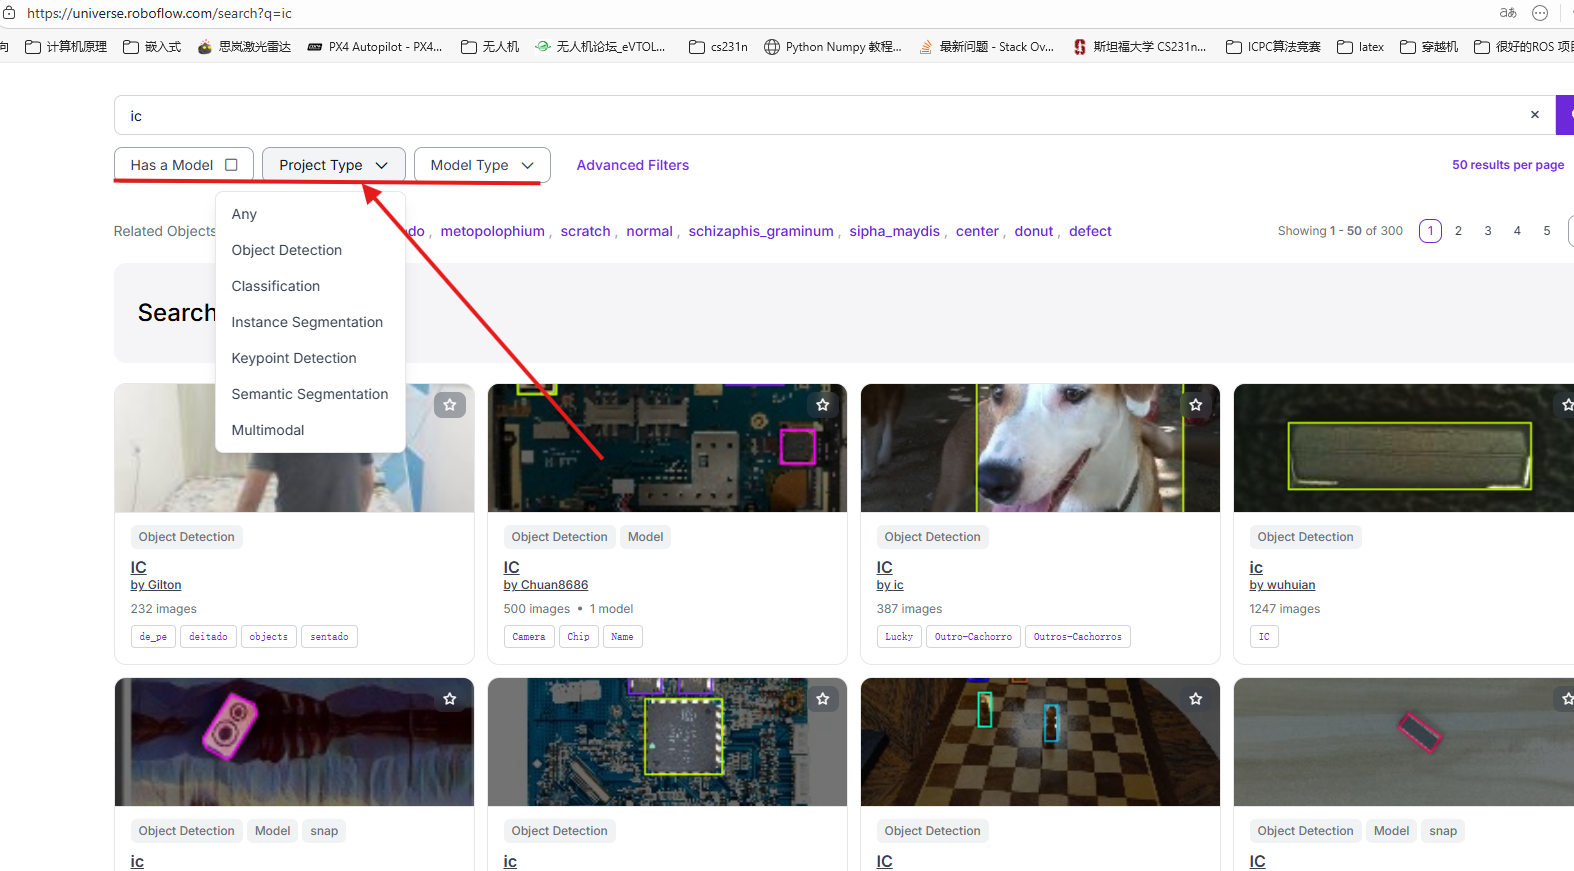 https://universe.roboflow.com/search?q=ic
向 计算机原理 嵌入式 思岚激光雷达 PX4 Autopilot - PX4... 无人机 无人机论坛_eVTOL... cs231n Python Numpy 教程... 最新问题 - Stack Ov... 斯坦福大学 CS231n... ICPC算法竞赛 latex 穿越机 很好的ROS 项目
ic
Has a Model Project Type Model Type Advanced Filters 50 results per page
Any
Related Objects do , metopolophium , scratch , normal , schizaphis_graminum , sipha_maydis , center , donut , defect Showing 1 - 50 of 300 1 2 3 4 5
Object Detection
Classification
Search
Instance Segmentation
Keypoint Detection
Semantic Segmentation
Multimodal
Object Detection
IC
by Gilton
232 images
de_pe deitado objects sentado
Object Detection Model
IC
by Chuan8686
500 images • 1 model
Camera Chip Name
Object Detection
IC
by ic
387 images
Lucky Outro-Cachorro Outros-Cachorros
Object Detection
ic
by wuhuian
1247 images
IC
Object Detection Model snap
ic
Object Detection
ic
Object Detection
IC
Object Detection Model snap
IC